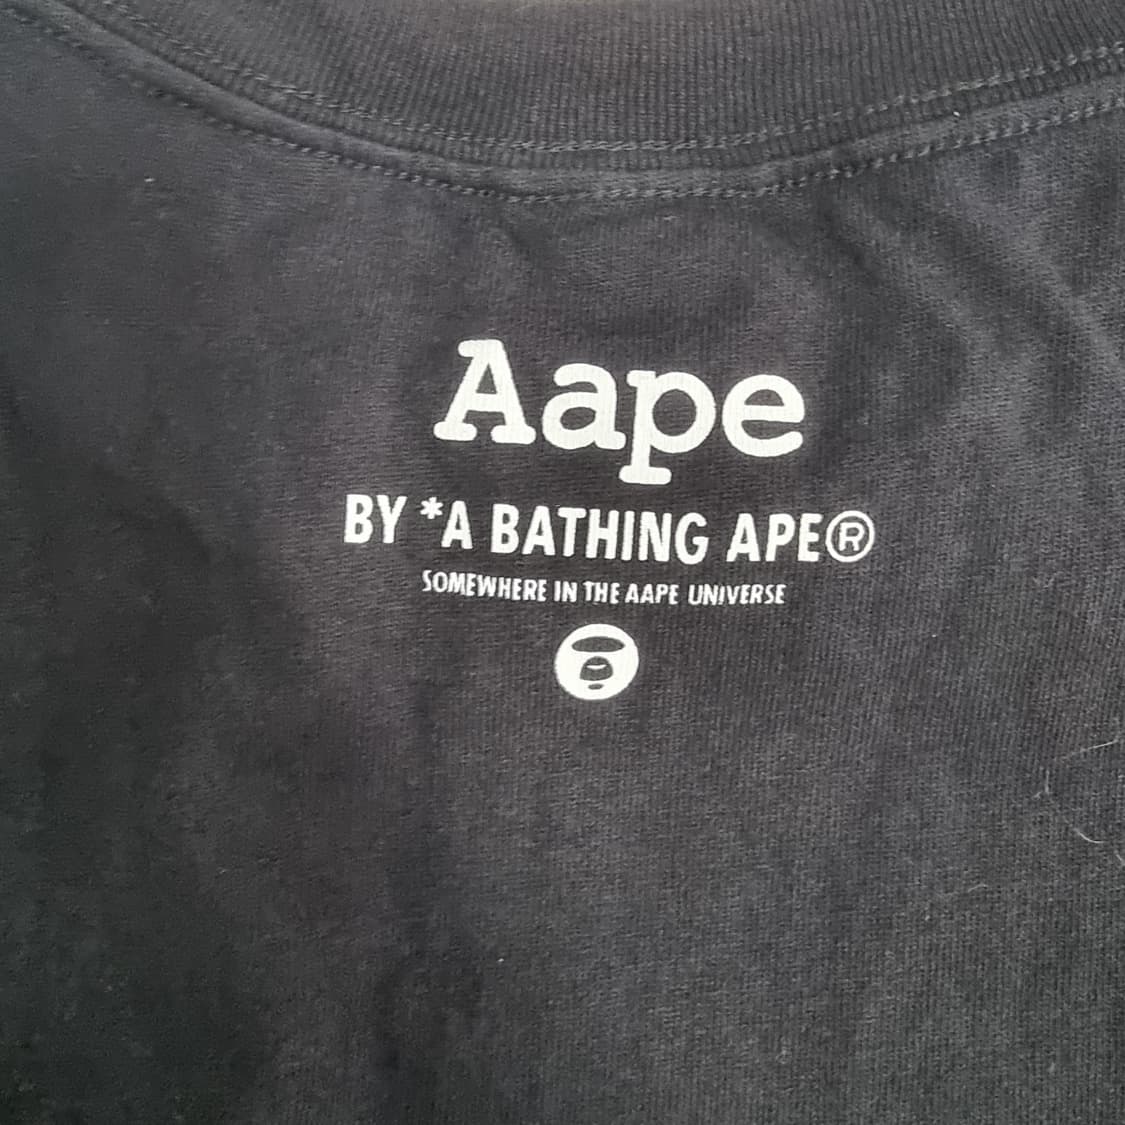 Aape
BY *A BATHING APE®
SOMEWHERE IN THE AAPE UNIVERSE